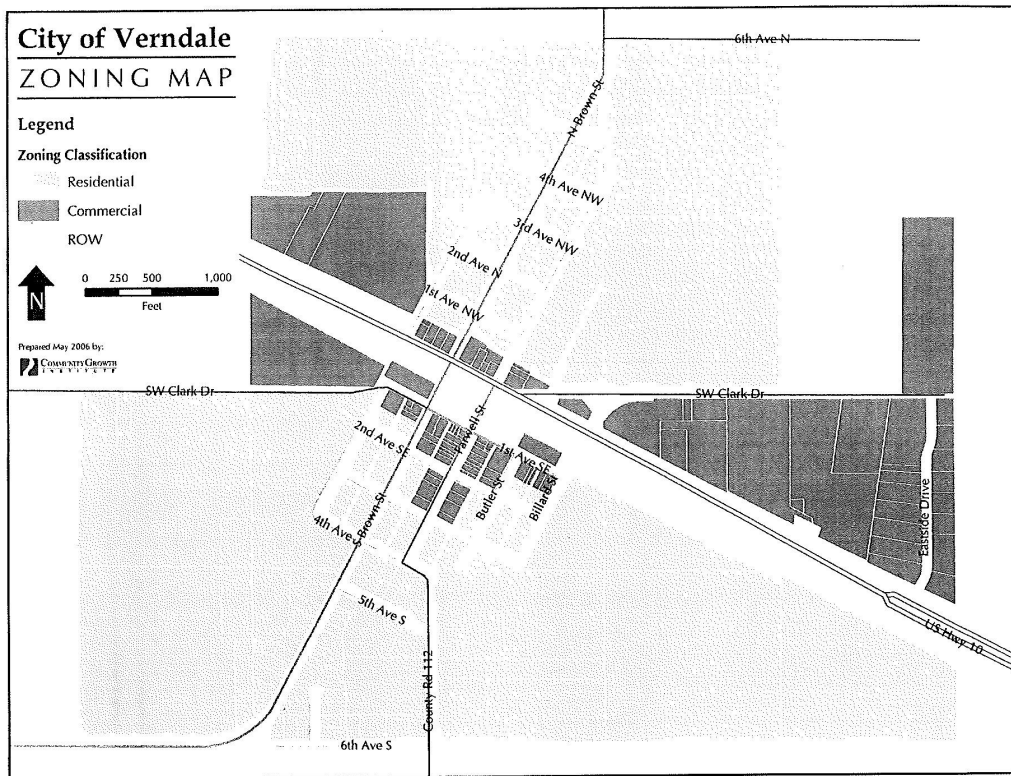 City of Verndale
ZONING MAP
Legend
Zoning Classification
Residential
Commercial
ROW
N
0 250 500 1,000
Feet
Prepared May 2006 by:
COMMUNITY GROWTH
INSTITUTE
6th Ave N
N Brown St
4th Ave NW
3rd Ave NW
2nd Ave N
1st Ave NW
SW Clark Dr
SW Clark Dr
Farwell St
2nd Ave SE
1st Ave SE
Butler St
Billard St
Eastside Drive
4th Ave S
S Brown St
5th Ave S
US Hwy 10
County Rd 112
6th Ave S